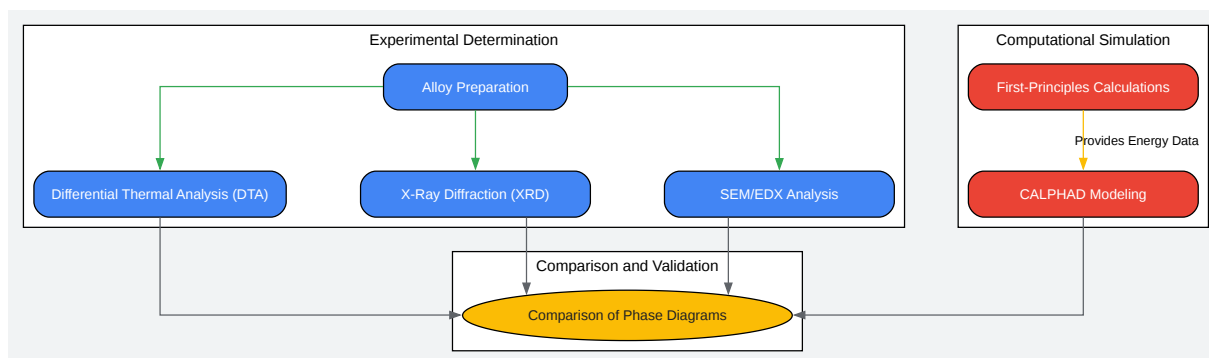 Experimental Determination
Computational Simulation
Alloy Preparation
First-Principles Calculations
Provides Energy Data
Differential Thermal Analysis (DTA)
X-Ray Diffraction (XRD)
SEM/EDX Analysis
CALPHAD Modeling
Comparison and Validation
Comparison of Phase Diagrams